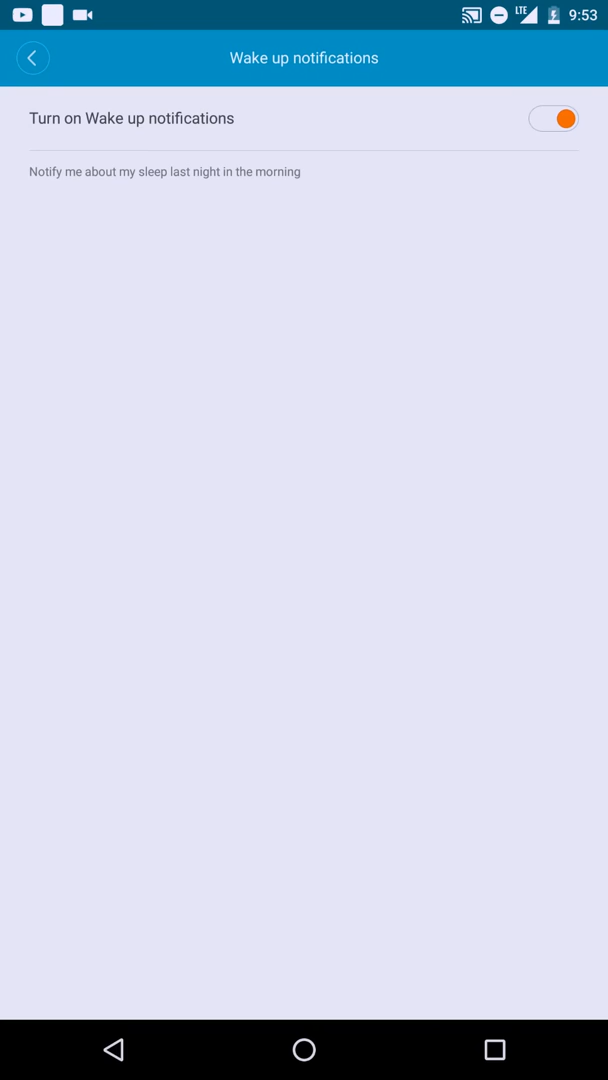 LTE 9:53
Wake up notifications
Turn on Wake up notifications
Notify me about my sleep last night in the morning